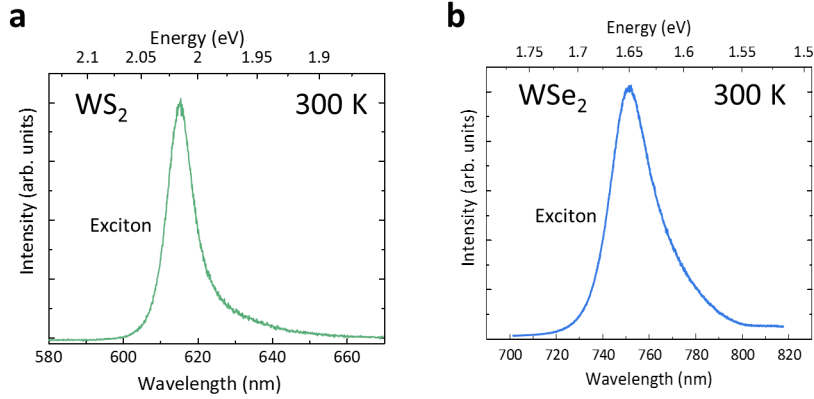 a
Energy (eV)
2.1 2.05 2 1.95 1.9
WS₂ 300 K
Exciton
Intensity (arb. units)
580 600 620 640 660
Wavelength (nm)
b
Energy (eV)
1.75 1.7 1.65 1.6 1.55 1.5
WSe₂ 300 K
Exciton
Intensity (arb. units)
700 720 740 760 780 800 820
Wavelength (nm)